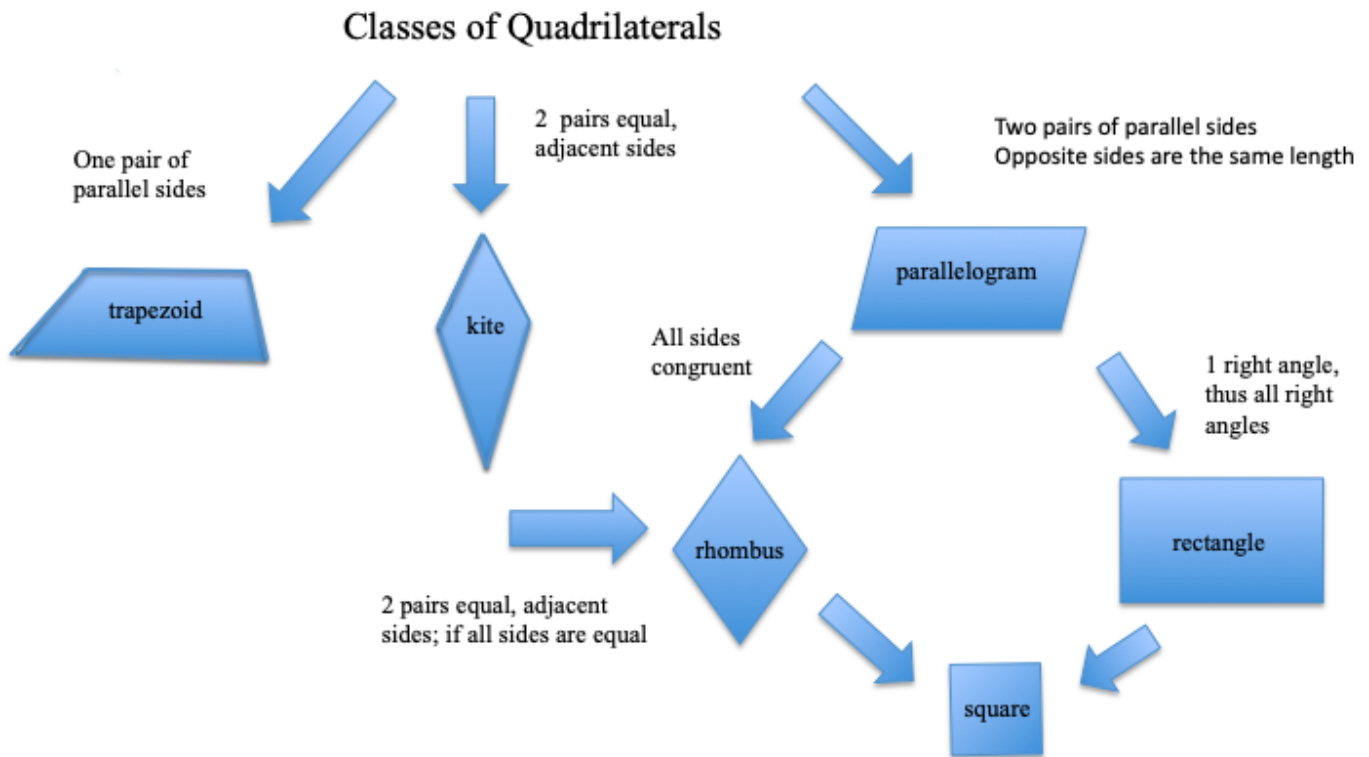 Classes of Quadrilaterals
One pair of
parallel sides
2 pairs equal,
adjacent sides
Two pairs of parallel sides
Opposite sides are the same length
trapezoid
kite
parallelogram
All sides
congruent
1 right angle,
thus all right
angles
2 pairs equal, adjacent
sides; if all sides are equal
rhombus
rectangle
square